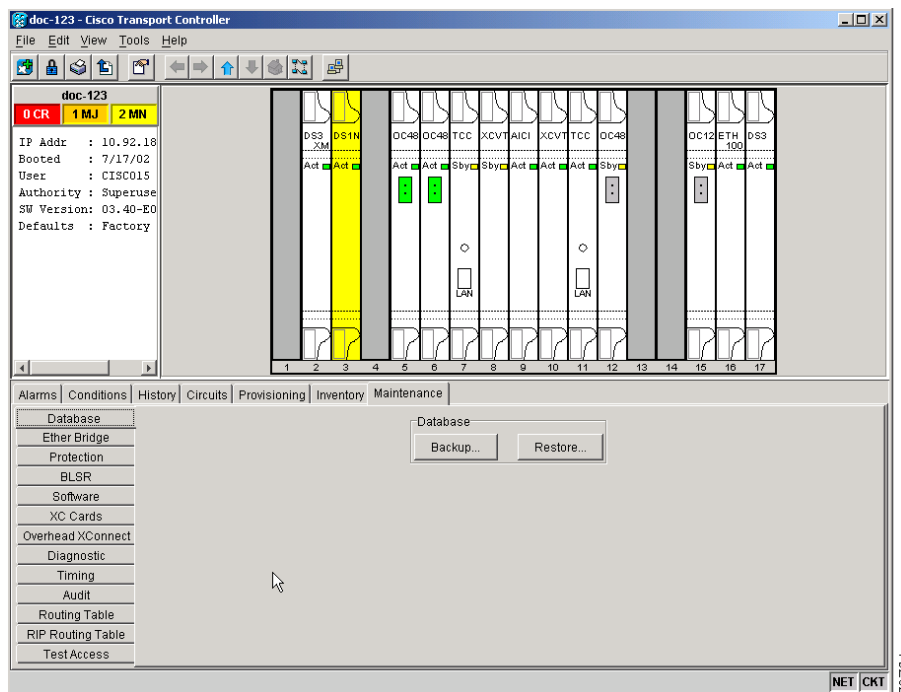 doc-123 - Cisco Transport Controller
File Edit View Tools Help
doc-123
0 CR 1 MJ 2 MN
IP Addr : 10.92.18
Booted : 7/17/02
User : CISCO15
Authority : Superuse
SW Version: 03.40-E0
Defaults : Factory
DS3 XM DS1N OC48 OC48 TCC XCVT AICI XCVT TCC OC48 OC12 ETH 100 DS3
Act Act Act Act Sby Sby Act Act Act Sby Sby Act Act
LAN LAN
1 2 3 4 5 6 7 8 9 10 11 12 13 14 15 16 17
Alarms Conditions History Circuits Provisioning Inventory Maintenance
Database
Ether Bridge
Protection
BLSR
Software
XC Cards
Overhead XConnect
Diagnostic
Timing
Audit
Routing Table
RIP Routing Table
Test Access
Database
Backup... Restore...
NET CKT